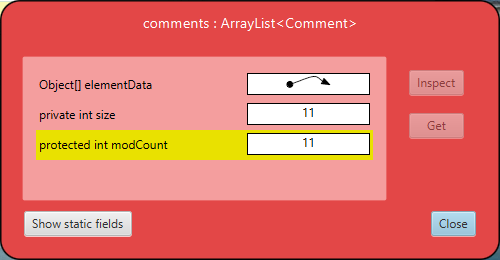 comments : ArrayList<Comment>
Object[] elementData
private int size 11
protected int modCount 11
Inspect
Get
Show static fields
Close